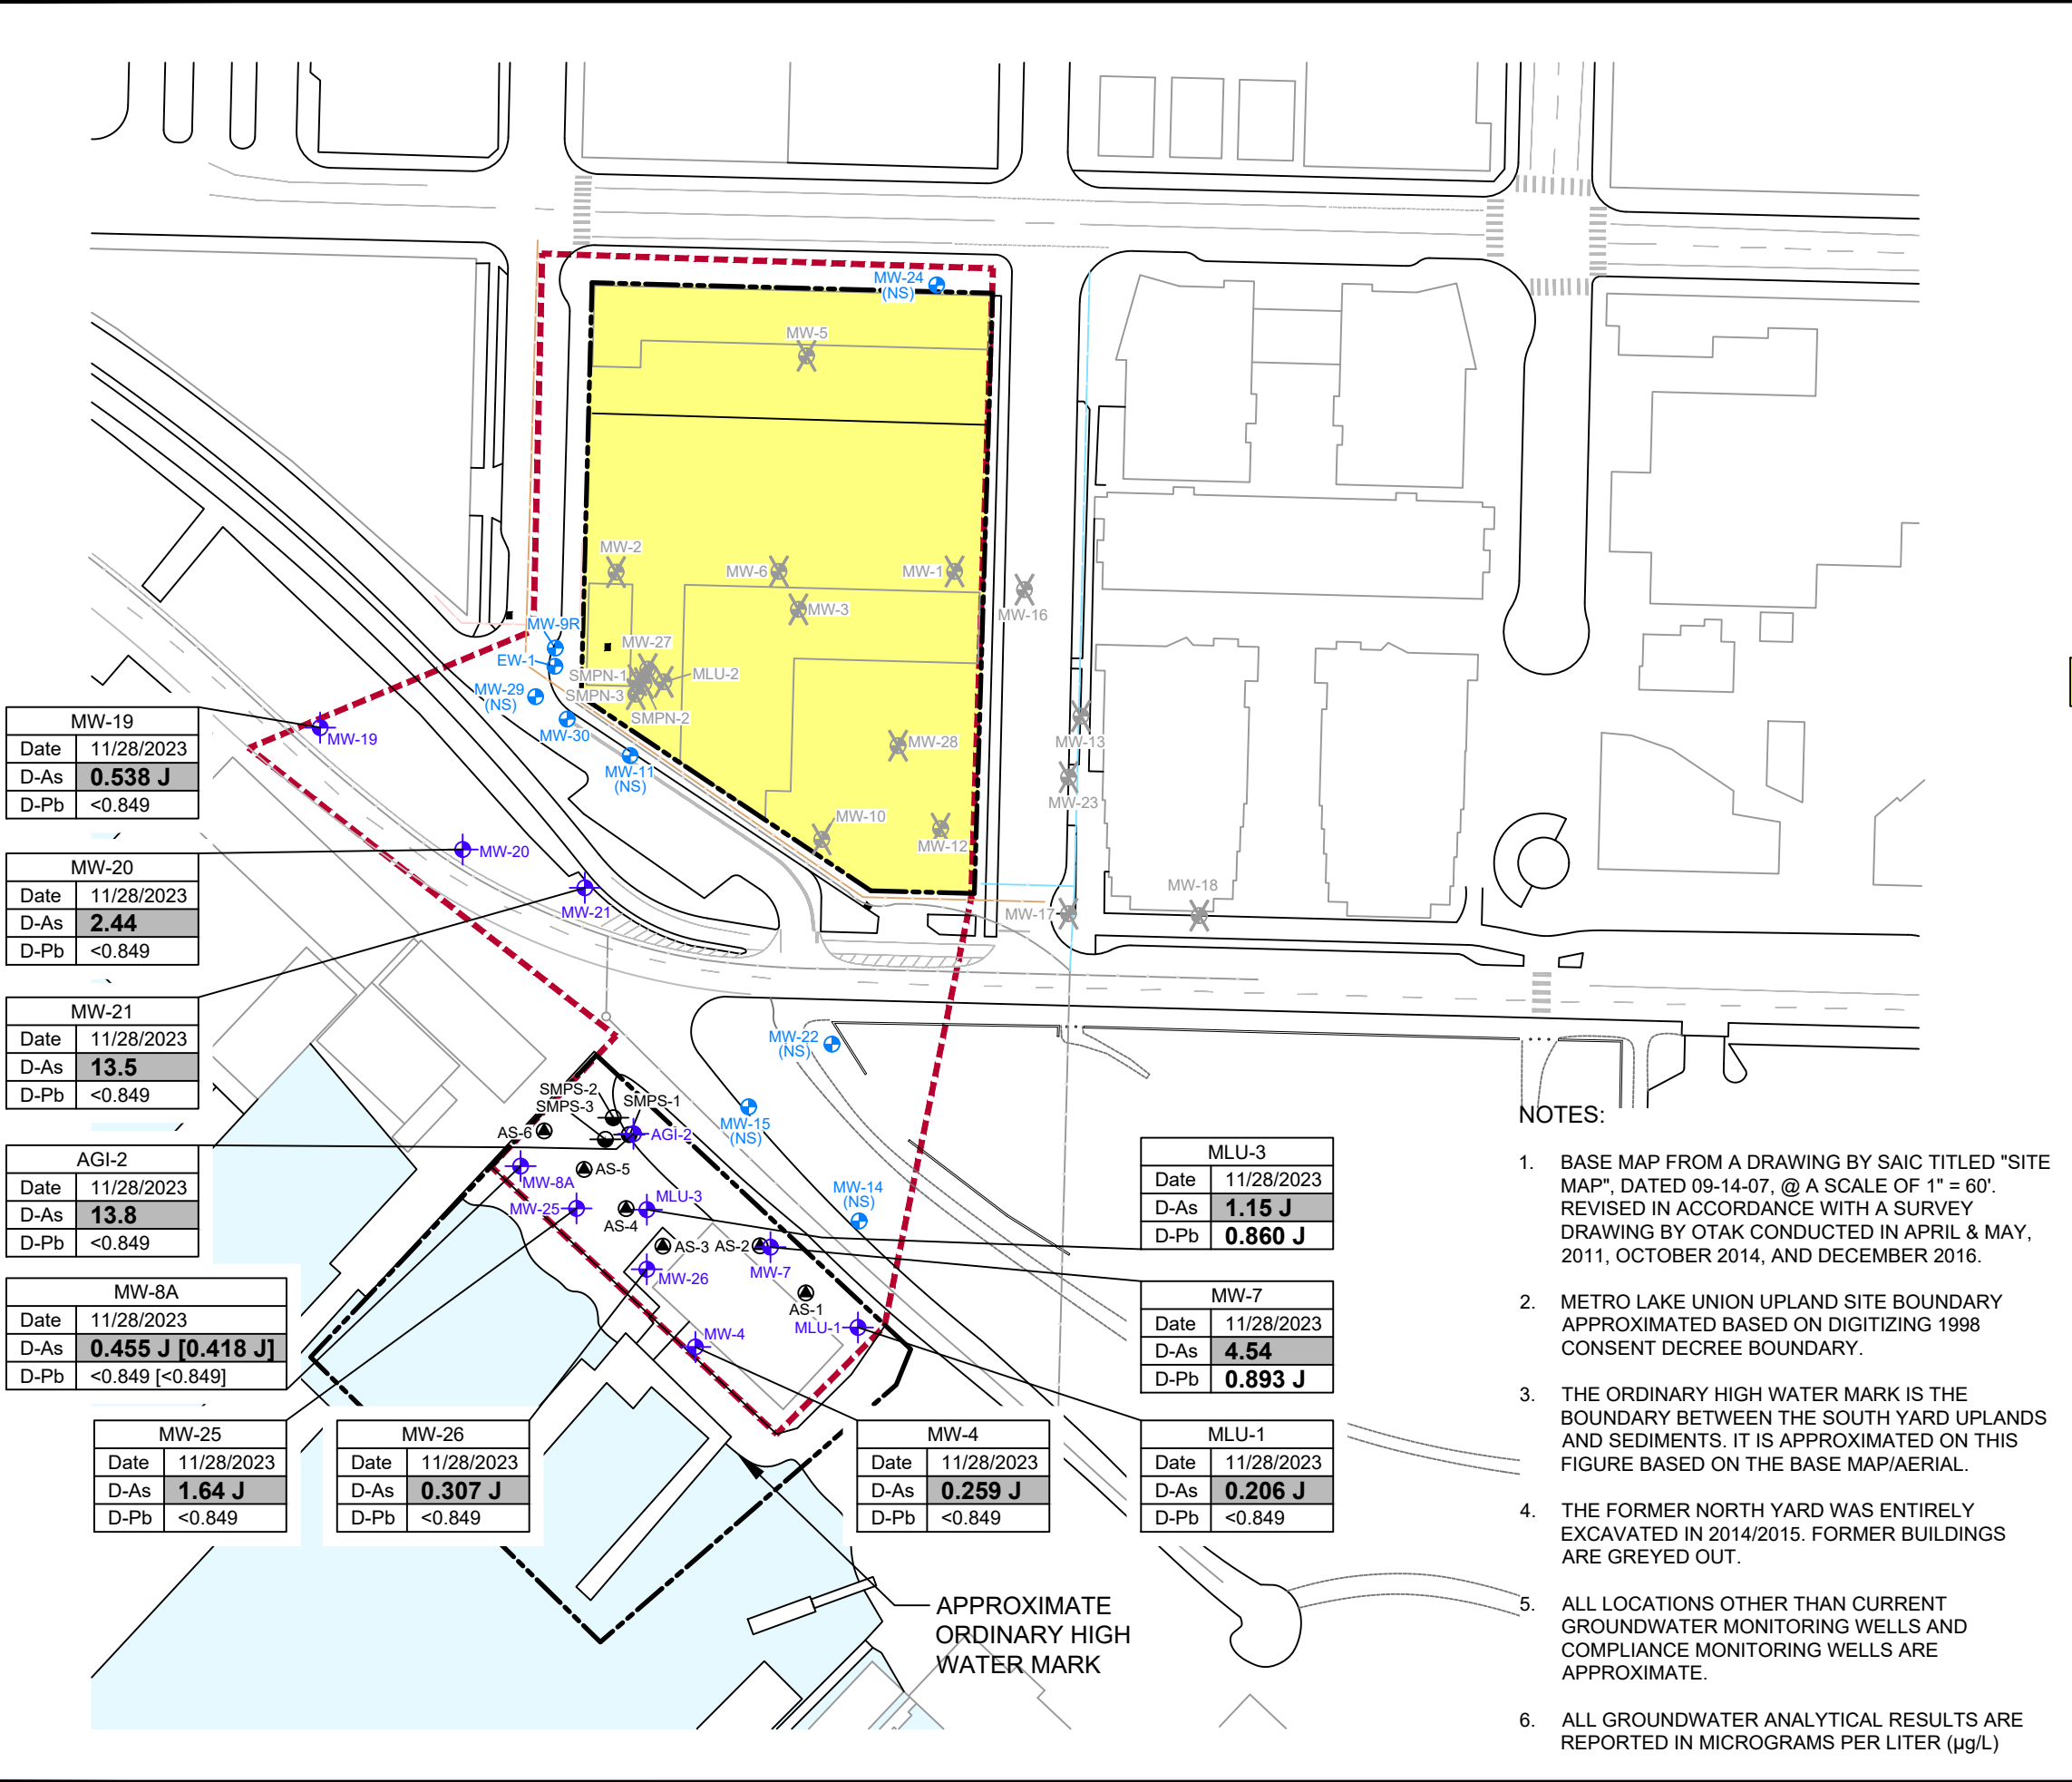 MW-24
(NS)
MW-5
MW-2
MW-6
MW-1
MW-3
MW-16
MW-9R
EW-1
MW-27
SMPN-1
MLU-2
MW-29
(NS)
SMPN-3
SMPN-2
MW-30
MW-28
MW-13
MW-11
(NS)
MW-23
MW-10
MW-12
MW-18
MW-17
MW-19
MW-20
MW-21
MW-22
(NS)
MW-15
(NS)
MW-14
(NS)
SMPS-2
SMPS-3
SMPS-1
AS-6
AGI-2
AS-5
MW-8A
MW-25
MLU-3
AS-4
AS-3
AS-2
MW-7
MW-26
AS-1
MLU-1
MW-4
MW-19
Date 11/28/2023
D-As 0.538 J
D-Pb <0.849
MW-20
Date 11/28/2023
D-As 2.44
D-Pb <0.849
MW-21
Date 11/28/2023
D-As 13.5
D-Pb <0.849
AGI-2
Date 11/28/2023
D-As 13.8
D-Pb <0.849
MW-8A
Date 11/28/2023
D-As 0.455 J [0.418 J]
D-Pb <0.849 [<0.849]
MW-25
Date 11/28/2023
D-As 1.64 J
D-Pb <0.849
MW-26
Date 11/28/2023
D-As 0.307 J
D-Pb <0.849
MW-4
Date 11/28/2023
D-As 0.259 J
D-Pb <0.849
MLU-3
Date 11/28/2023
D-As 1.15 J
D-Pb 0.860 J
MW-7
Date 11/28/2023
D-As 4.54
D-Pb 0.893 J
MLU-1
Date 11/28/2023
D-As 0.206 J
D-Pb <0.849
APPROXIMATE
ORDINARY HIGH
WATER MARK
NOTES:
1. BASE MAP FROM A DRAWING BY SAIC TITLED "SITE
MAP", DATED 09-14-07, @ A SCALE OF 1" = 60'.
REVISED IN ACCORDANCE WITH A SURVEY
DRAWING BY OTAK CONDUCTED IN APRIL & MAY,
2011, OCTOBER 2014, AND DECEMBER 2016.
2. METRO LAKE UNION UPLAND SITE BOUNDARY
APPROXIMATED BASED ON DIGITIZING 1998
CONSENT DECREE BOUNDARY.
3. THE ORDINARY HIGH WATER MARK IS THE
BOUNDARY BETWEEN THE SOUTH YARD UPLANDS
AND SEDIMENTS. IT IS APPROXIMATED ON THIS
FIGURE BASED ON THE BASE MAP/AERIAL.
4. THE FORMER NORTH YARD WAS ENTIRELY
EXCAVATED IN 2014/2015. FORMER BUILDINGS
ARE GREYED OUT.
5. ALL LOCATIONS OTHER THAN CURRENT
GROUNDWATER MONITORING WELLS AND
COMPLIANCE MONITORING WELLS ARE
APPROXIMATE.
6. ALL GROUNDWATER ANALYTICAL RESULTS ARE
REPORTED IN MICROGRAMS PER LITER (µg/L)